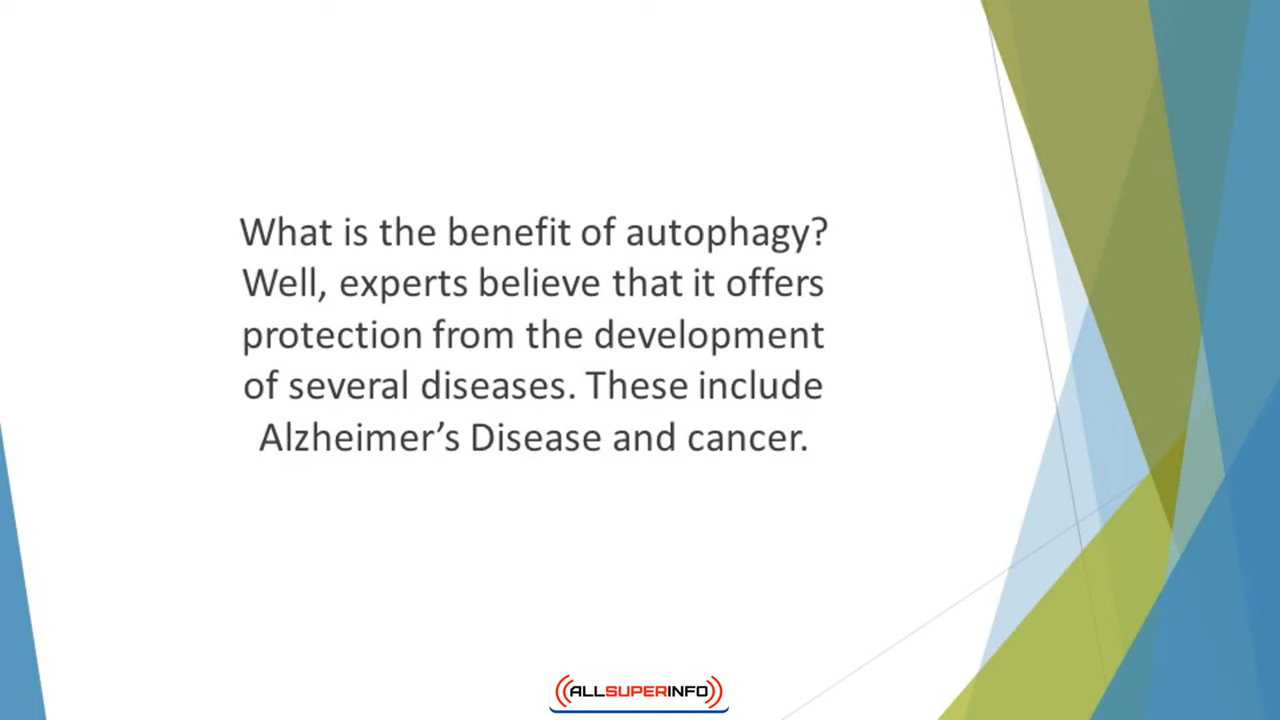 What is the benefit of autophagy?
Well, experts believe that it offers
protection from the development
of several diseases. These include
Alzheimer’s Disease and cancer.
ALLSUPERINFO